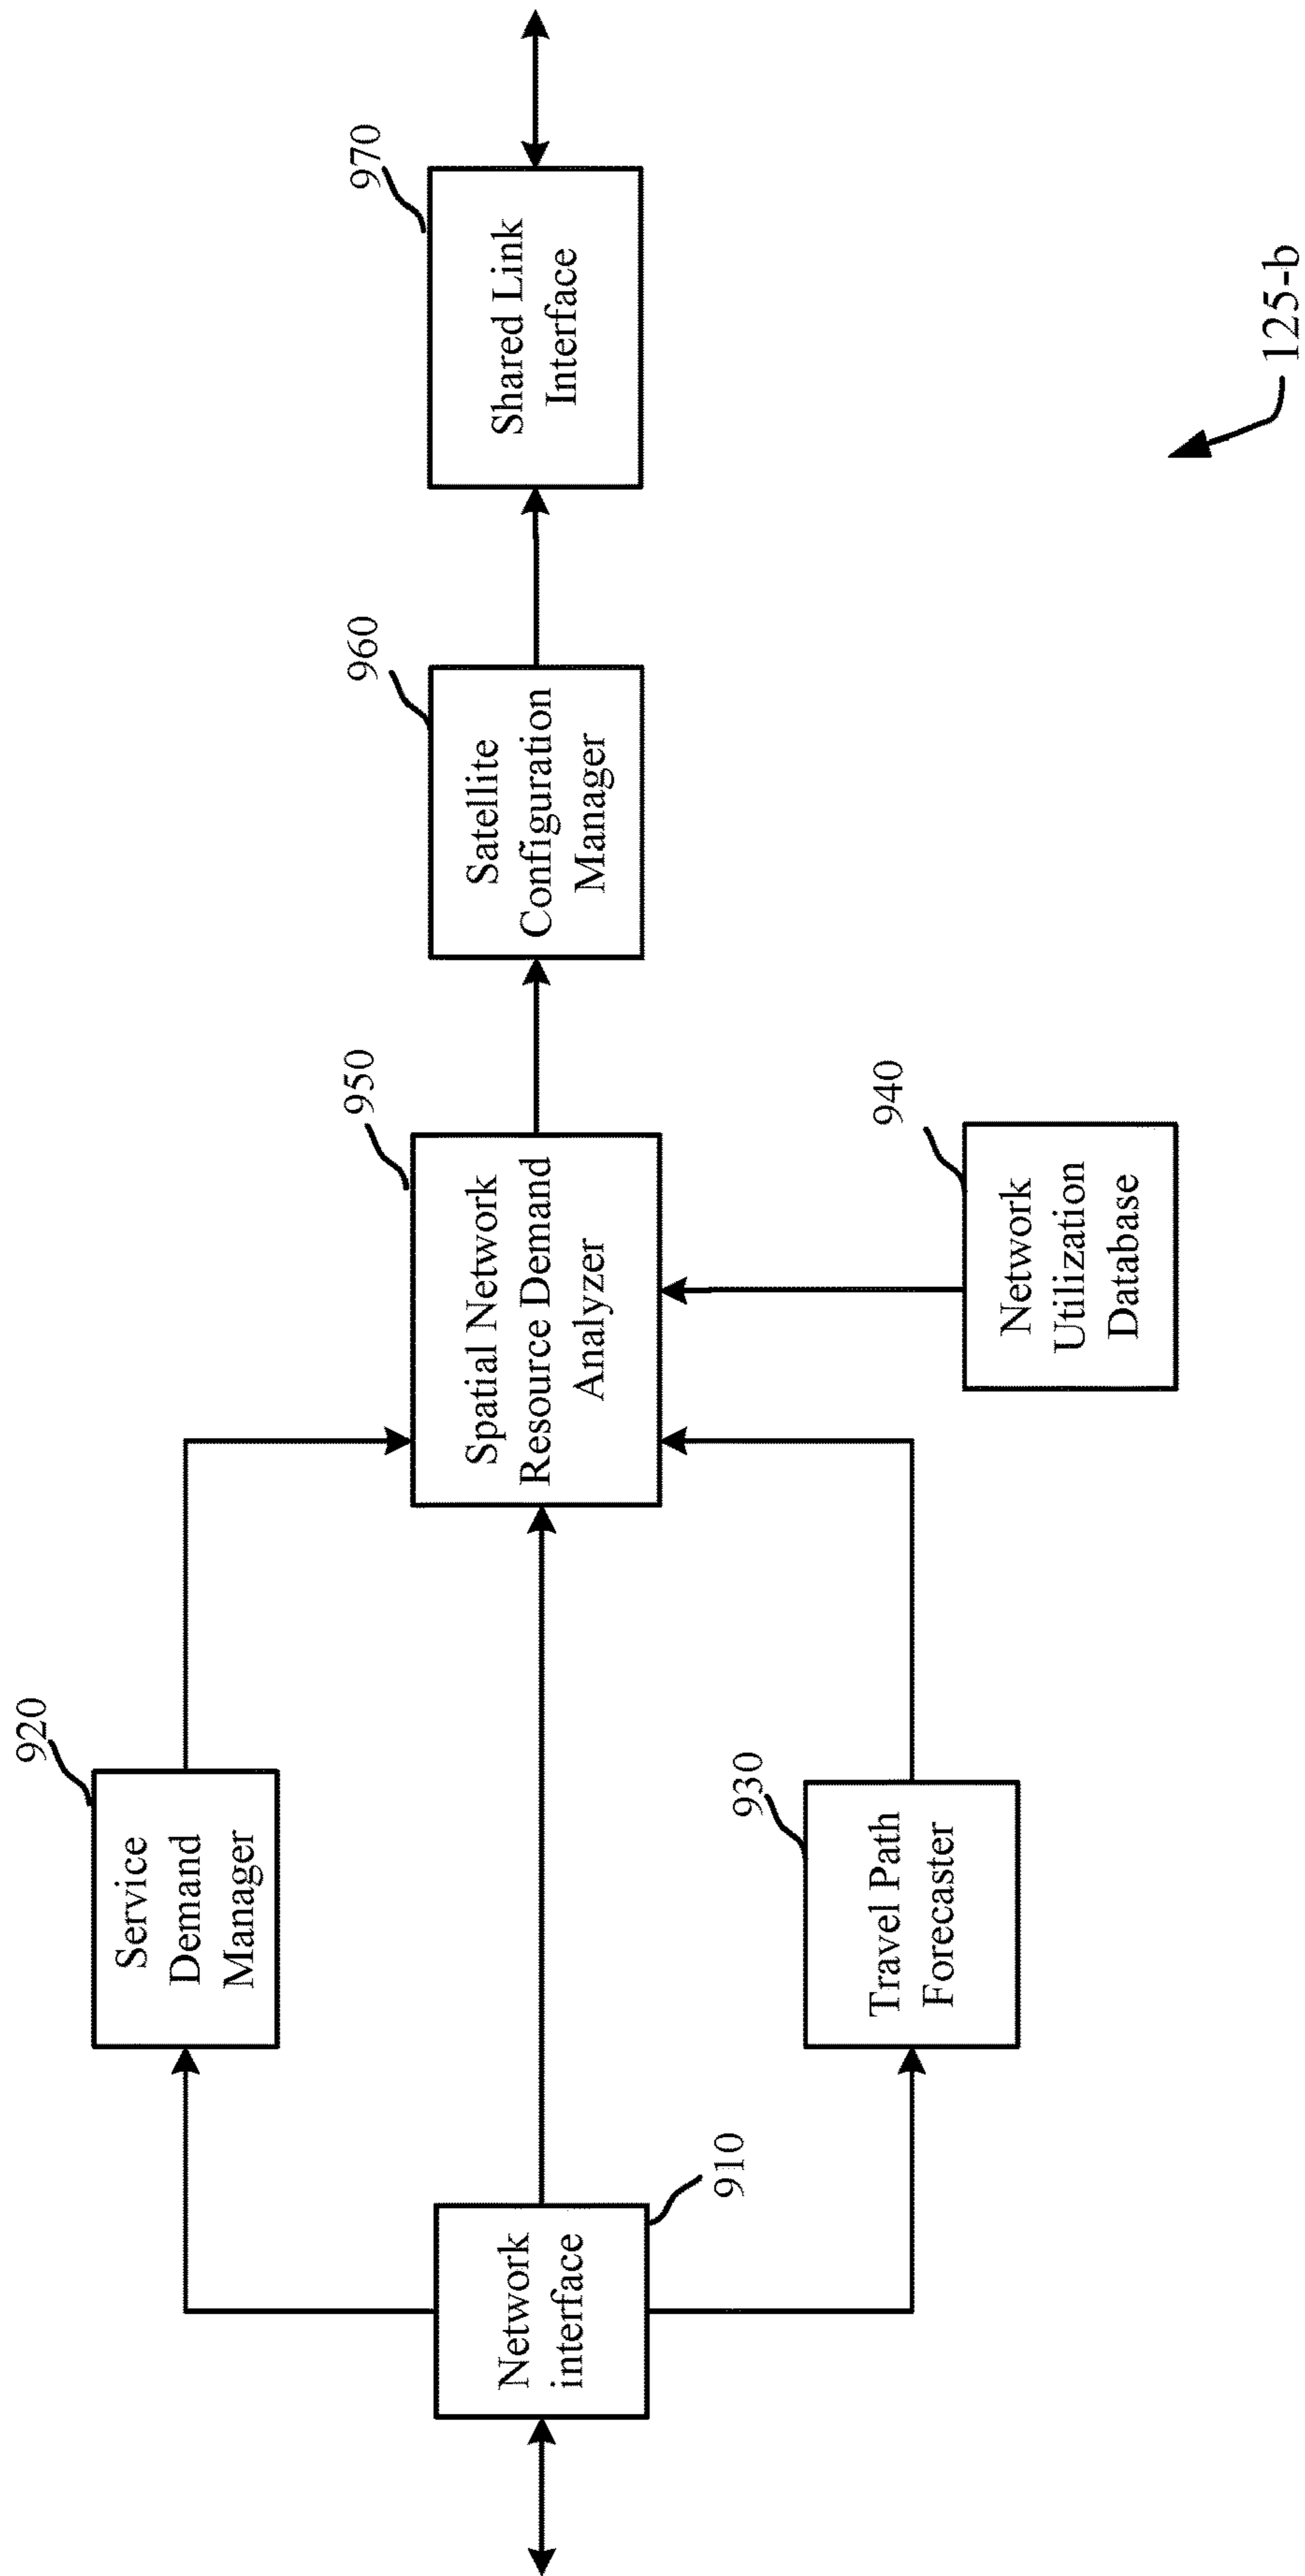 920
Service
Demand
Manager
Network
interface
910
930
Travel Path
Forecaster
950
Spatial Network
Resource Demand
Analyzer
940
Network
Utilization
Database
960
Satellite
Configuration
Manager
970
Shared Link
Interface
125-b